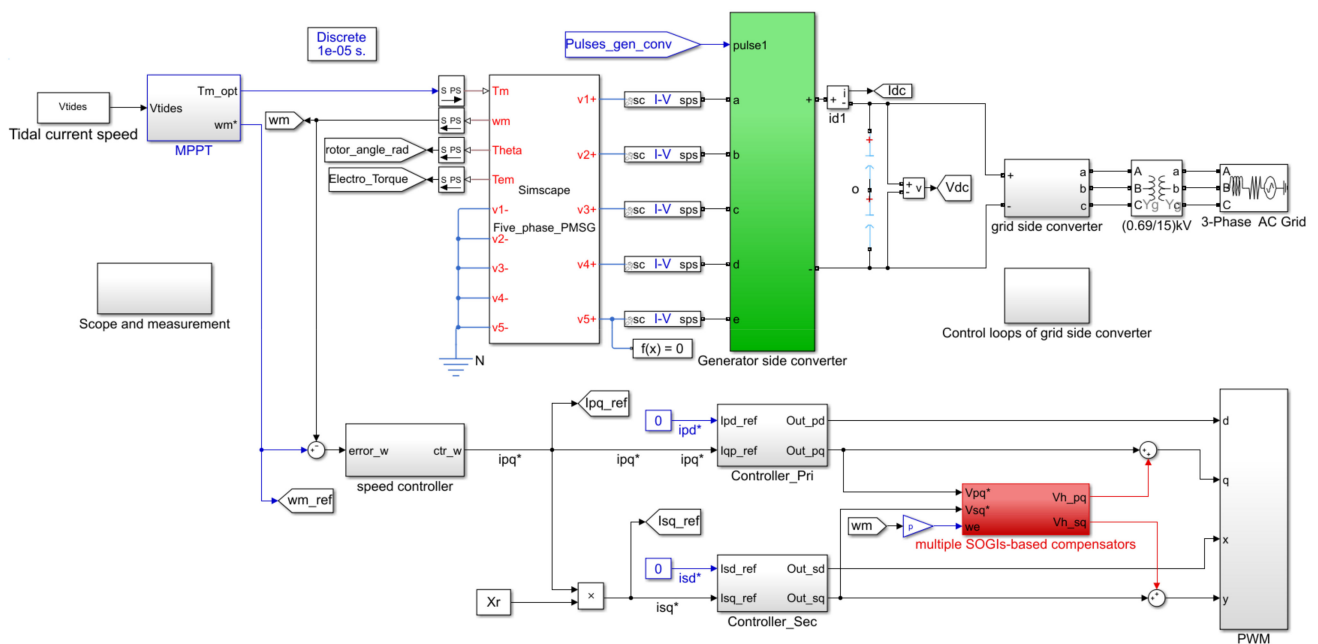 Discrete
1e-05 s.
Pulses_gen_conv
pulse1
Vtides
Tidal current speed
Vtides
Tm_opt
wm*
MPPT
wm
rotor_angle_rad
Electro_Torque
S PS
S PS
S PS
S PS
Tm
wm
Theta
Tem
v1-
v2-
v3-
v4-
v5-
Simscape
Five_phase_PMSG
v1+
v2+
v3+
v4+
v5+
N
sc I-V sps
sc I-V sps
sc I-V sps
sc I-V sps
sc I-V sps
f(x) = 0
a
b
c
d
e
+
-
Generator side converter
+ i
-
Idc
id1
+
o
+
+
- v
Vdc
+
-
a
b
c
grid side converter
A
B
C
a
b
c
Yg Yg
(0.69/15)kV
A
B
C
3-Phase AC Grid
Scope and measurement
Control loops of grid side converter
+ -
wm_ref
error_w
ctr_w
speed controller
ipq*
Ipq_ref
ipq*
0
ipd*
ipq*
Ipd_ref
Iqp_ref
Out_pd
Out_pq
Controller_Pri
Xr
×
Isq_ref
isq*
0
isd*
Isd_ref
Isq_ref
Out_sd
Out_sq
Controller_Sec
wm
p
Vpq*
Vsq*
we
Vh_pq
Vh_sq
multiple SOGIs-based compensators
+ +
+ +
d
q
x
y
PWM